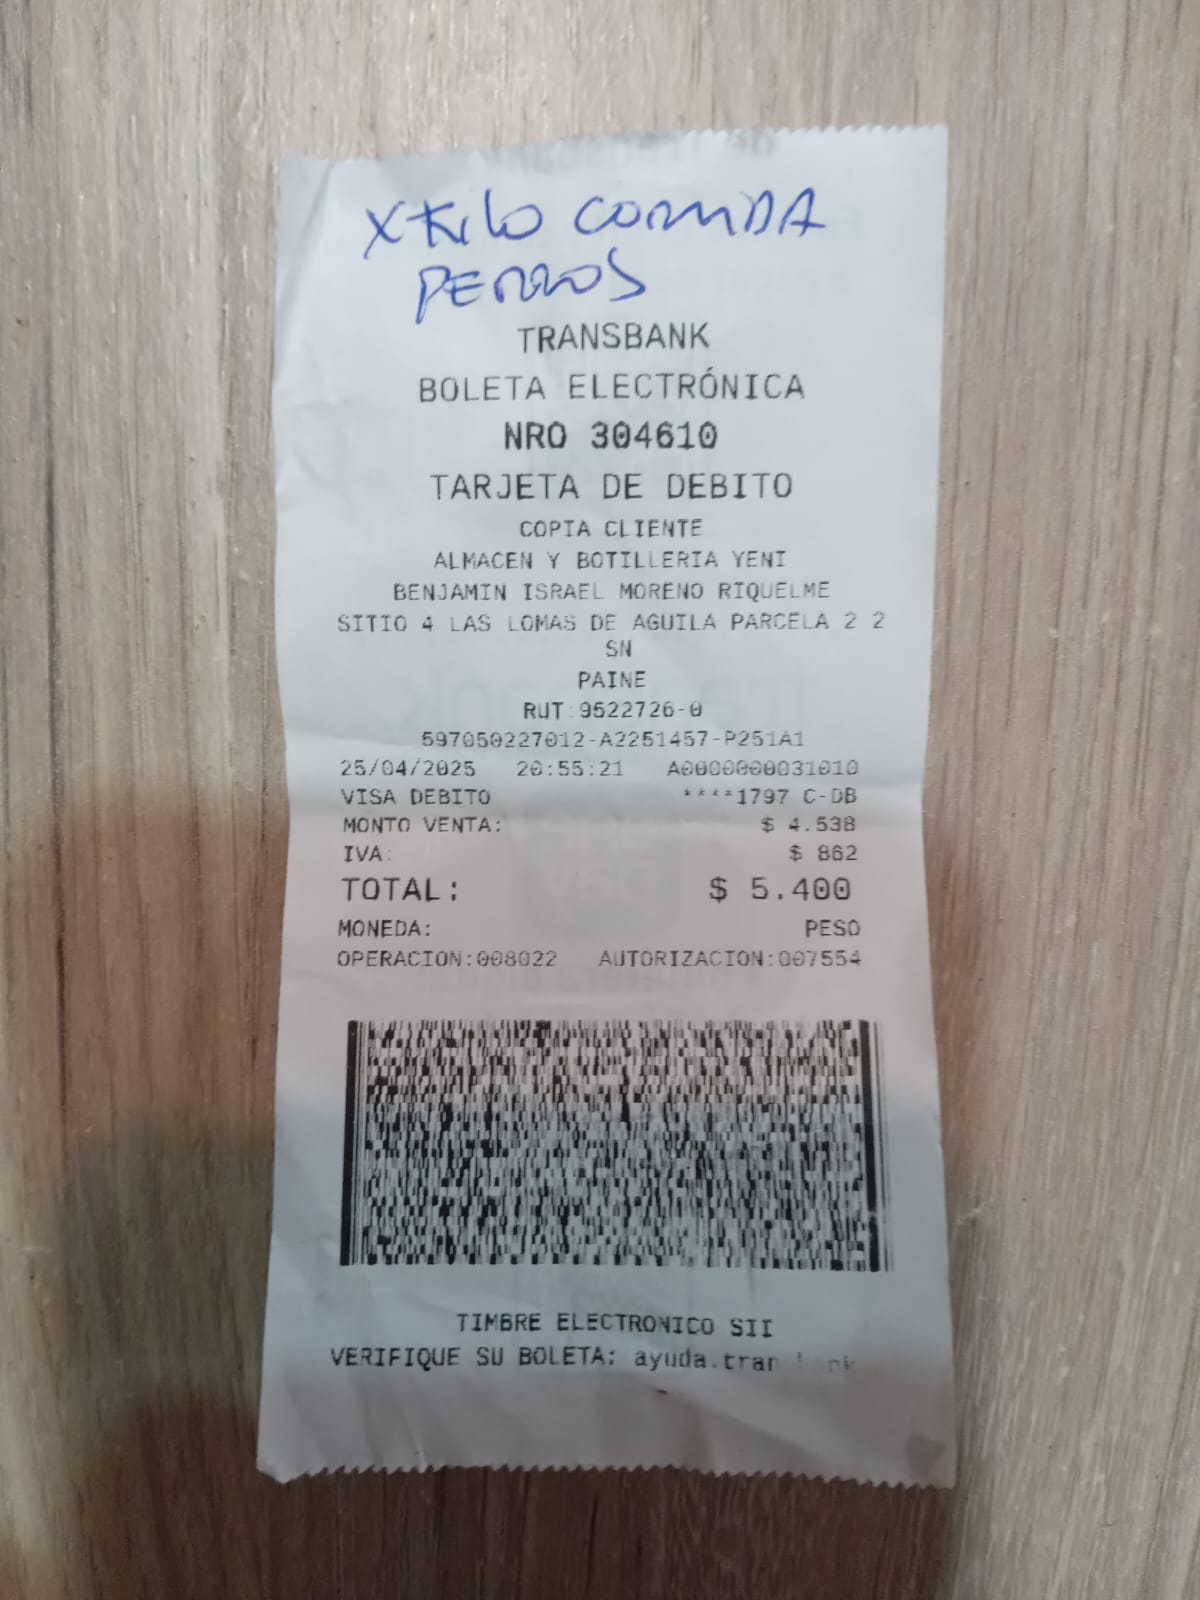 X KILO COMIDA
PERROS
TRANSBANK
BOLETA ELECTRÓNICA
NRO 304610
TARJETA DE DEBITO
COPIA CLIENTE
ALMACEN Y BOTILLERIA YENI
BENJAMIN ISRAEL MORENO RIQUELME
SITIO 4 LAS LOMAS DE AGUILA PARCELA 2 2
SN
PAINE
RUT:9522726-0
597050227012-A2251457-P251A1
25/04/2025 20:55:21 A0000000031010
VISA DEBITO ****1797 C-DB
MONTO VENTA: $ 4.538
IVA: $ 862
TOTAL: $ 5.400
MONEDA: PESO
OPERACION:008022 AUTORIZACION:007554
TIMBRE ELECTRONICO SII
VERIFIQUE SU BOLETA: